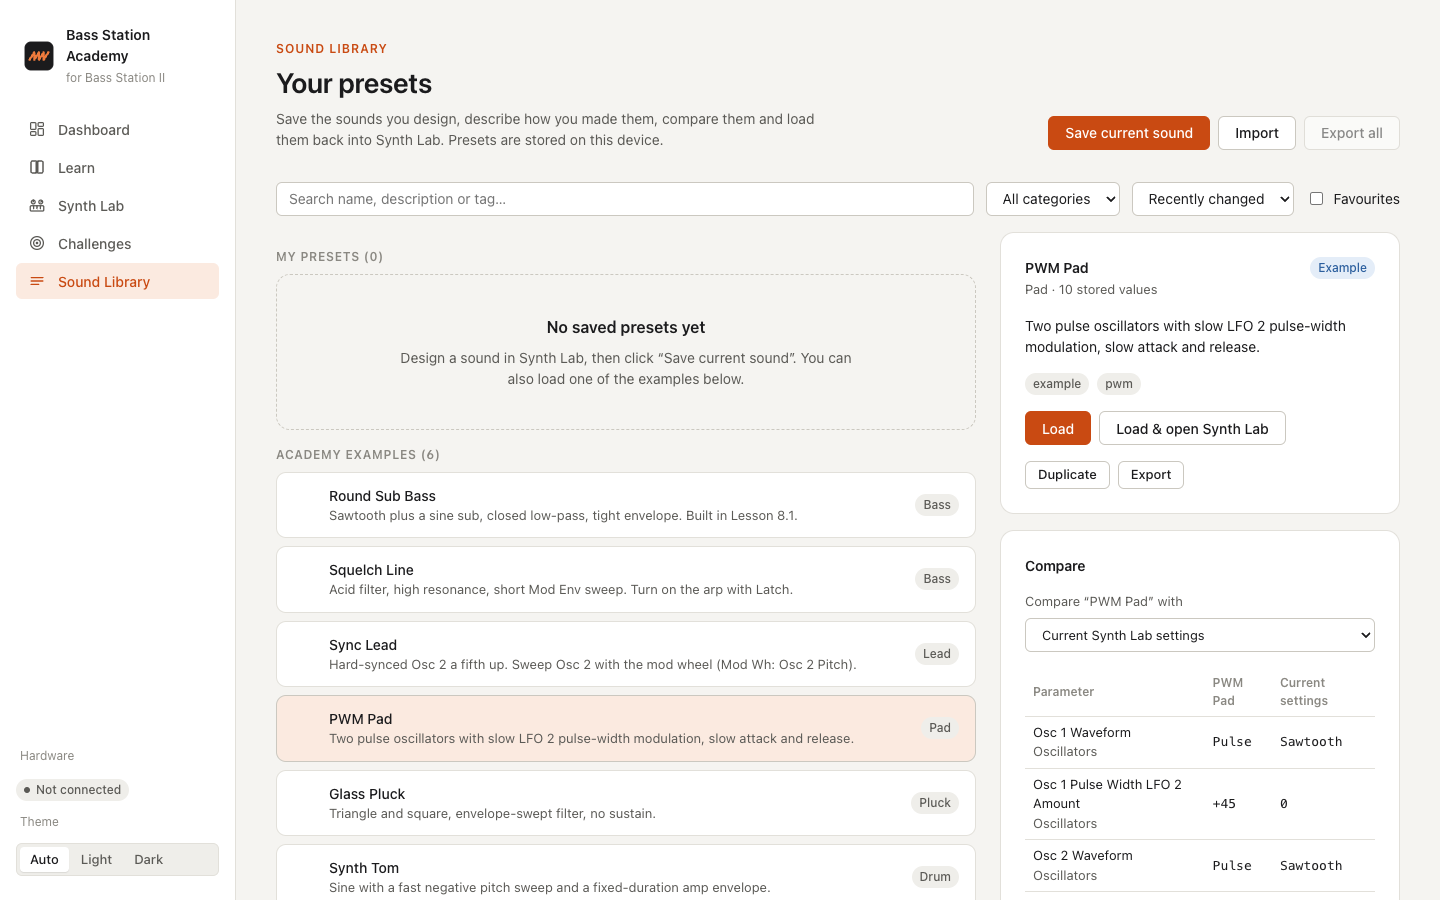 Bass Station
Academy
for Bass Station II
Dashboard
Learn
Synth Lab
Challenges
Sound Library
Hardware
Not connected
Theme
Auto
Light
Dark
SOUND LIBRARY
Your presets
Save the sounds you design, describe how you made them, compare them and load
them back into Synth Lab. Presets are stored on this device.
Save current sound
Import
Export all
Search name, description or tag...
All categories
Recently changed
Favourites
MY PRESETS (0)
No saved presets yet
Design a sound in Synth Lab, then click “Save current sound”. You can
also load one of the examples below.
ACADEMY EXAMPLES (6)
Round Sub Bass
Sawtooth plus a sine sub, closed low-pass, tight envelope. Built in Lesson 8.1.
Bass
Squelch Line
Acid filter, high resonance, short Mod Env sweep. Turn on the arp with Latch.
Bass
Sync Lead
Hard-synced Osc 2 a fifth up. Sweep Osc 2 with the mod wheel (Mod Wh: Osc 2 Pitch).
Lead
PWM Pad
Two pulse oscillators with slow LFO 2 pulse-width modulation, slow attack and release.
Pad
Glass Pluck
Triangle and square, envelope-swept filter, no sustain.
Pluck
Synth Tom
Sine with a fast negative pitch sweep and a fixed-duration amp envelope.
Drum
PWM Pad
Example
Pad · 10 stored values
Two pulse oscillators with slow LFO 2 pulse-width
modulation, slow attack and release.
example
pwm
Load
Load & open Synth Lab
Duplicate
Export
Compare
Compare “PWM Pad” with
Current Synth Lab settings
Parameter
PWM
Pad
Current
settings
Osc 1 Waveform
Oscillators
Pulse
Sawtooth
Osc 1 Pulse Width LFO 2
Amount
Oscillators
+45
0
Osc 2 Waveform
Oscillators
Pulse
Sawtooth